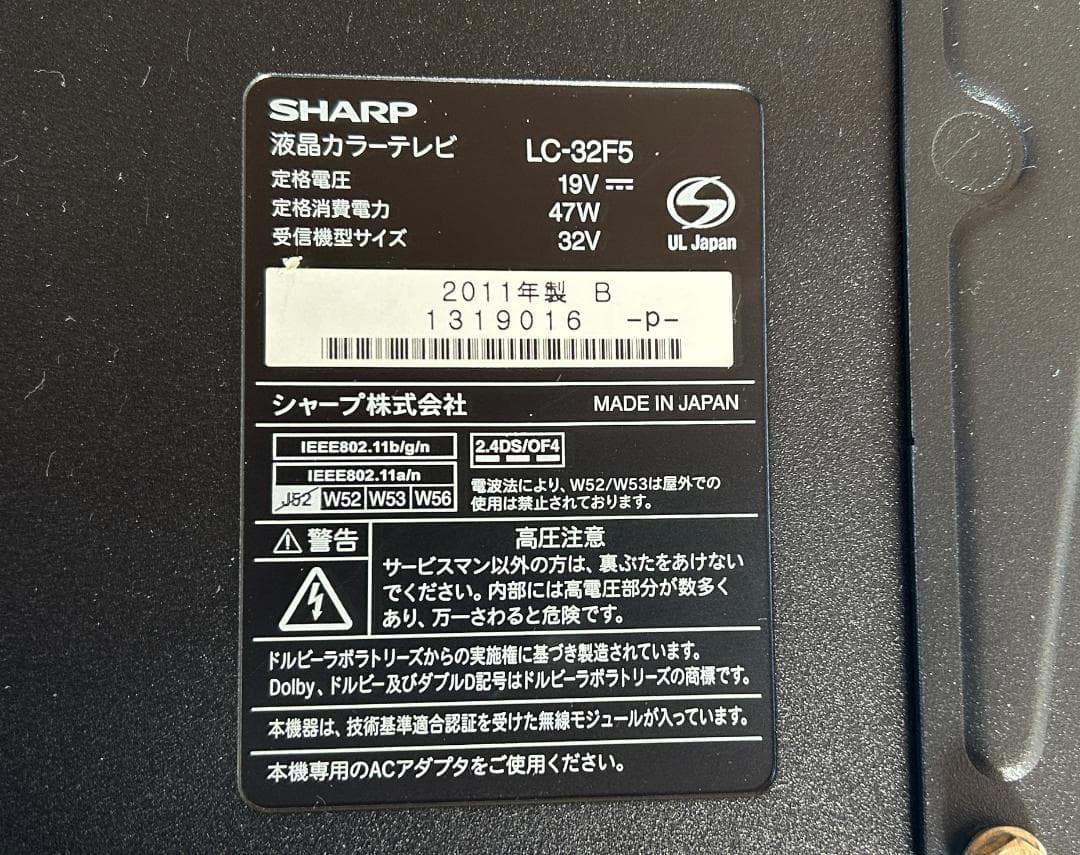 SHARP
液晶カラーテレビ LC-32F5
定格電圧 19V
定格消費電力 47W
受信機型サイズ 32V
UL Japan
2011年製 B
1319016 -p-
シャープ株式会社 MADE IN JAPAN
IEEE802.11b/g/n 2.4DS/OF4
IEEE802.11a/n
J52 W52 W53 W56
電波法により、W52/W53は屋外での
使用は禁止されております。
警告
高圧注意
サービスマン以外の方は、裏ぶたをあけない
でください。内部には高電圧部分が数多く
あり、万一さわると危険です。
ドルビーラボラトリーズからの実施権に基づき製造されています。
Dolby、ドルビー及びダブルD記号はドルビーラボラトリーズの商標です。
本機器は、技術基準適合認証を受けた無線モジュールが入っています。
本機専用のACアダプタをご使用ください。